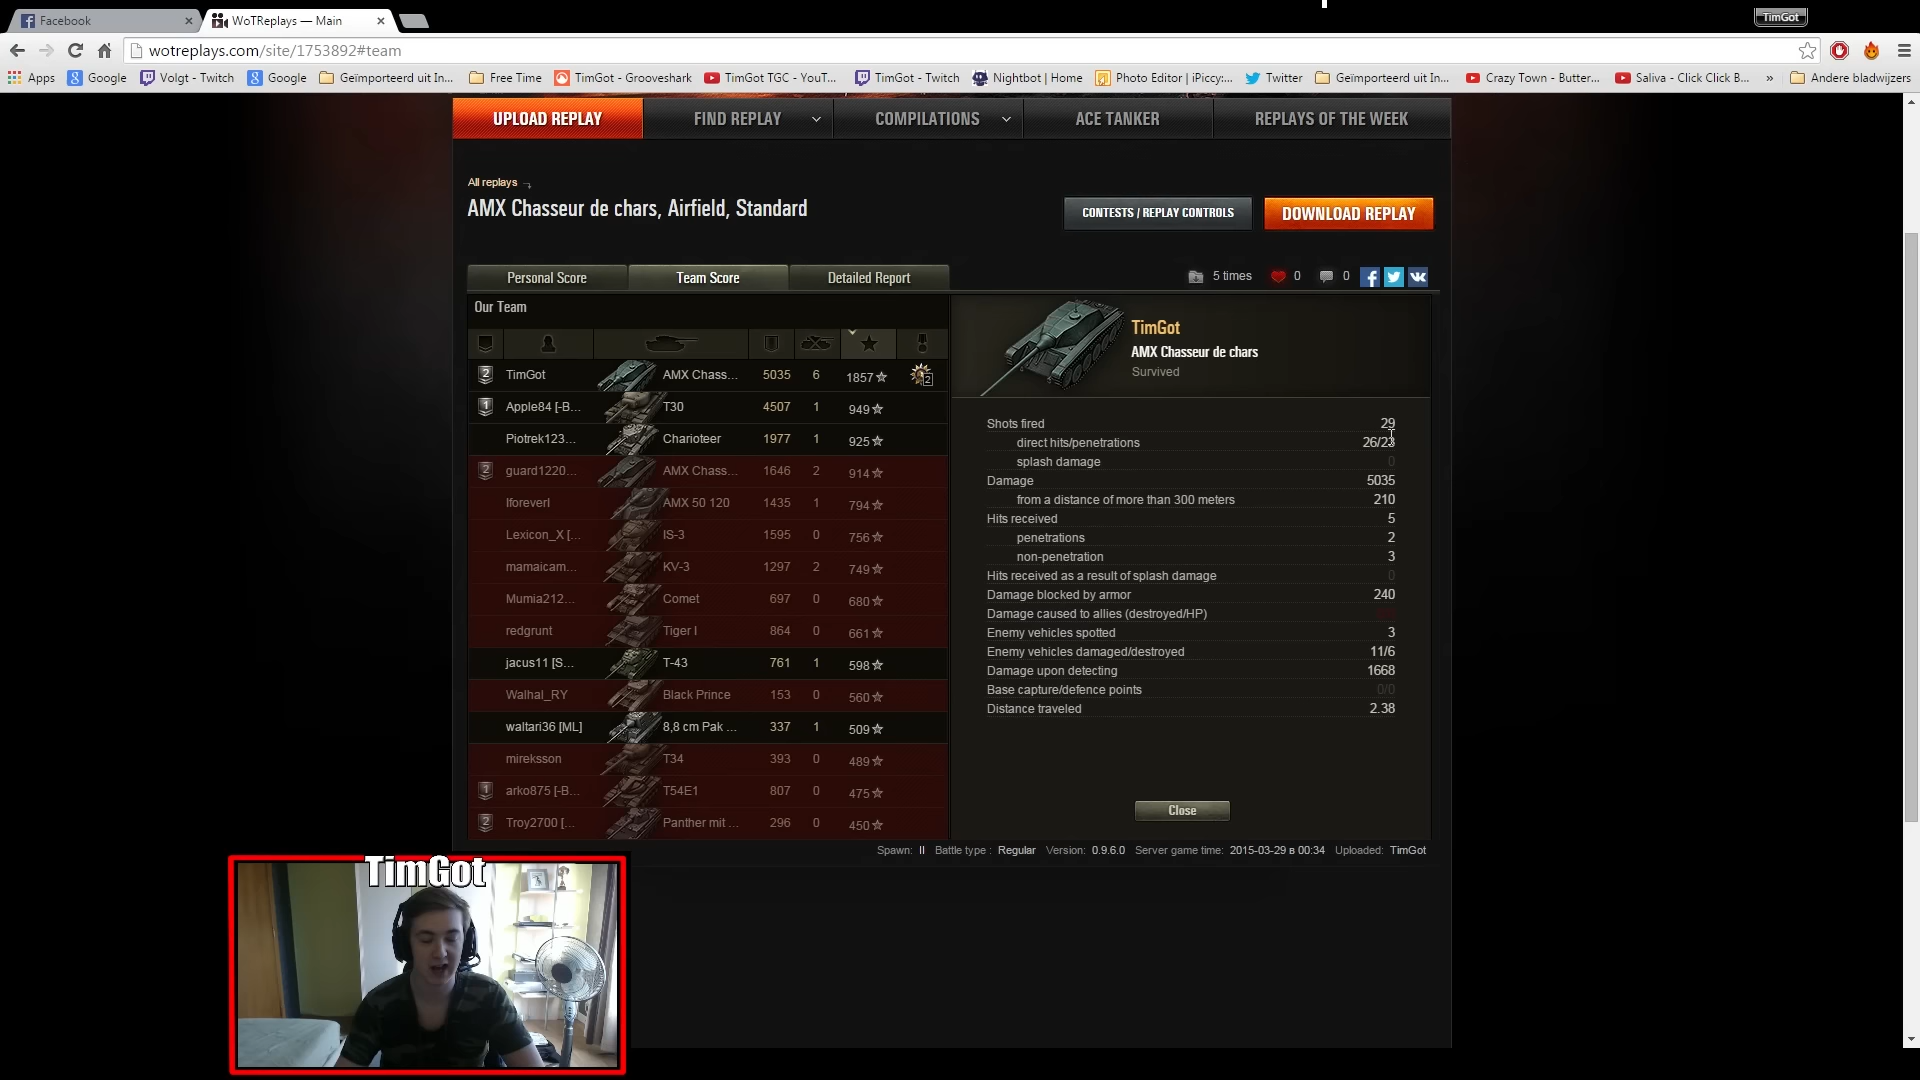 Facebook
WoTReplays — Main
TimGot
wotreplays.com/site/1753892#team
Apps Google Volgt - Twitch Google Geïmporteerd uit In... Free Time TimGot - Grooveshark TimGot TGC - YouT... TimGot - Twitch Nightbot | Home Photo Editor | iPiccy:... Twitter Geïmporteerd uit In... Crazy Town - Butter... Saliva - Click Click B... » Andere bladwijzers
UPLOAD REPLAY FIND REPLAY COMPILATIONS ACE TANKER REPLAYS OF THE WEEK
All replays
AMX Chasseur de chars, Airfield, Standard
CONTESTS / REPLAY CONTROLS DOWNLOAD REPLAY
Personal Score Team Score Detailed Report
5 times 0 0
Our Team
2 TimGot AMX Chass... 5035 6 1857 2
1 Apple84 [-B... T30 4507 1 949
Piotrek123... Charioteer 1977 1 925
2 guard1220... AMX Chass... 1646 2 914
IforeverI AMX 50 120 1435 1 794
Lexicon_X [... IS-3 1595 0 756
mamaicam... KV-3 1297 2 749
Mumia212... Comet 697 0 680
redgrunt Tiger I 864 0 661
jacus11 [S... T-43 761 1 598
Walhal_RY Black Prince 153 0 560
waltari36 [ML] 8,8 cm Pak ... 337 1 509
mireksson T34 393 0 489
1 arko875 [-B... T54E1 807 0 475
2 Troy2700 [... Panther mit ... 296 0 450
TimGot
AMX Chasseur de chars
Survived
Shots fired 29
direct hits/penetrations 26/23
splash damage 0
Damage 5035
from a distance of more than 300 meters 210
Hits received 5
penetrations 2
non-penetration 3
Hits received as a result of splash damage 0
Damage blocked by armor 240
Damage caused to allies (destroyed/HP)
Enemy vehicles spotted 3
Enemy vehicles damaged/destroyed 11/6
Damage upon detecting 1668
Base capture/defence points 0/0
Distance traveled 2.38
Close
Spawn: II Battle type : Regular Version: 0.9.6.0 Server game time: 2015-03-29 в 00:34 Uploaded: TimGot
TimGot